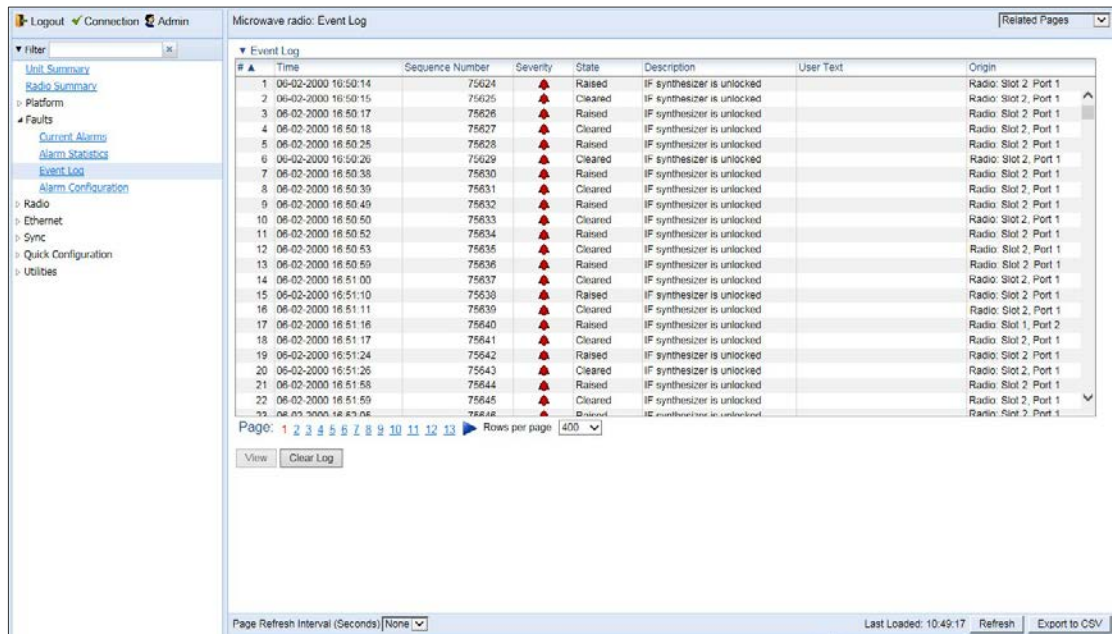 Logout Connection Admin
Microwave radio: Event Log
Related Pages
Filter
Unit Summary
Radio Summary
Platform
Faults
Current Alarms
Alarm Statistics
Event Log
Alarm Configuration
Radio
Ethernet
Sync
Quick Configuration
Utilities
Event Log
# Time Sequence Number Severity State Description User Text Origin
1 06-02-2000 16:50:14 75624 Raised IF synthesizer is unlocked Radio: Slot 2, Port 1
2 06-02-2000 16:50:15 75625 Cleared IF synthesizer is unlocked Radio: Slot 2, Port 1
3 06-02-2000 16:50:17 75626 Raised IF synthesizer is unlocked Radio: Slot 2, Port 1
4 06-02-2000 16:50:18 75627 Cleared IF synthesizer is unlocked Radio: Slot 2, Port 1
5 06-02-2000 16:50:25 75628 Raised IF synthesizer is unlocked Radio: Slot 2, Port 1
6 06-02-2000 16:50:26 75629 Cleared IF synthesizer is unlocked Radio: Slot 2, Port 1
7 06-02-2000 16:50:38 75630 Raised IF synthesizer is unlocked Radio: Slot 2, Port 1
8 06-02-2000 16:50:39 75631 Cleared IF synthesizer is unlocked Radio: Slot 2, Port 1
9 06-02-2000 16:50:49 75632 Raised IF synthesizer is unlocked Radio: Slot 2, Port 1
10 06-02-2000 16:50:50 75633 Cleared IF synthesizer is unlocked Radio: Slot 2, Port 1
11 06-02-2000 16:50:52 75634 Raised IF synthesizer is unlocked Radio: Slot 2, Port 1
12 06-02-2000 16:50:53 75635 Cleared IF synthesizer is unlocked Radio: Slot 2, Port 1
13 06-02-2000 16:50:59 75636 Raised IF synthesizer is unlocked Radio: Slot 2, Port 1
14 06-02-2000 16:51:00 75637 Cleared IF synthesizer is unlocked Radio: Slot 2, Port 1
15 06-02-2000 16:51:10 75638 Raised IF synthesizer is unlocked Radio: Slot 2, Port 1
16 06-02-2000 16:51:11 75639 Cleared IF synthesizer is unlocked Radio: Slot 2, Port 1
17 06-02-2000 16:51:16 75640 Raised IF synthesizer is unlocked Radio: Slot 1, Port 2
18 06-02-2000 16:51:17 75641 Cleared IF synthesizer is unlocked Radio: Slot 2, Port 1
19 06-02-2000 16:51:24 75642 Raised IF synthesizer is unlocked Radio: Slot 2, Port 1
20 06-02-2000 16:51:26 75643 Cleared IF synthesizer is unlocked Radio: Slot 2, Port 1
21 06-02-2000 16:51:58 75644 Raised IF synthesizer is unlocked Radio: Slot 2, Port 1
22 06-02-2000 16:51:59 75645 Cleared IF synthesizer is unlocked Radio: Slot 2, Port 1
23 06-02-2000 16:52:05 75646 Raised IF synthesizer is unlocked Radio: Slot 2, Port 1
Page: 1 2 3 4 5 6 7 8 9 10 11 12 13 Rows per page 400
View Clear Log
Page Refresh Interval (Seconds) None Last Loaded: 10:49:17 Refresh Export to CSV